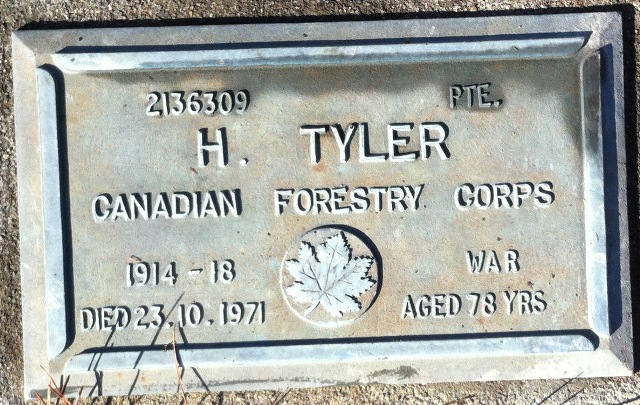 2136309 PTE.
H. TYLER
CANADIAN FORESTRY CORPS
1914 - 18 WAR
DIED 23.10.1971 AGED 78 YRS